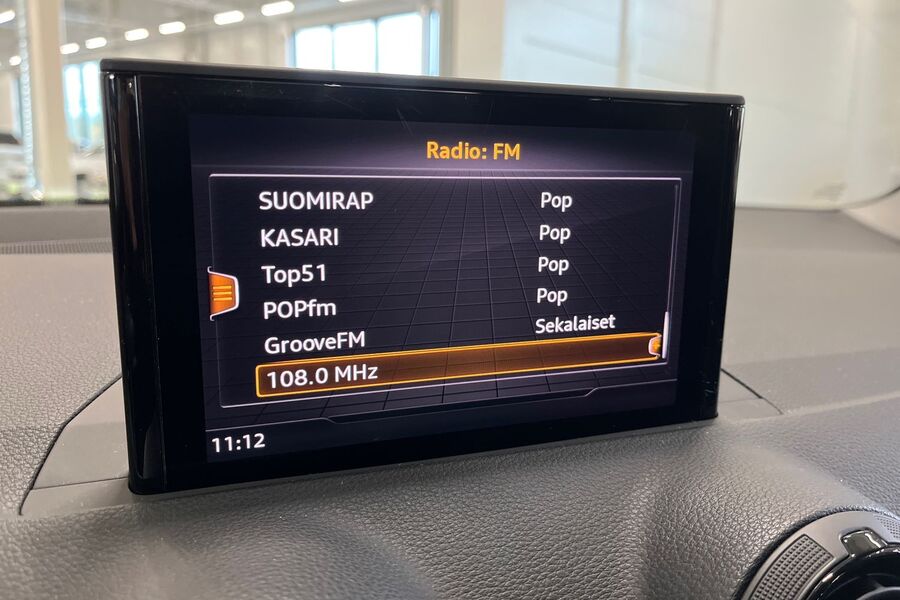 Radio: FM
SUOMIRAP Pop
KASARI Pop
Top51 Pop
POPfm Pop
GrooveFM Sekalaiset
108.0 MHz
11:12